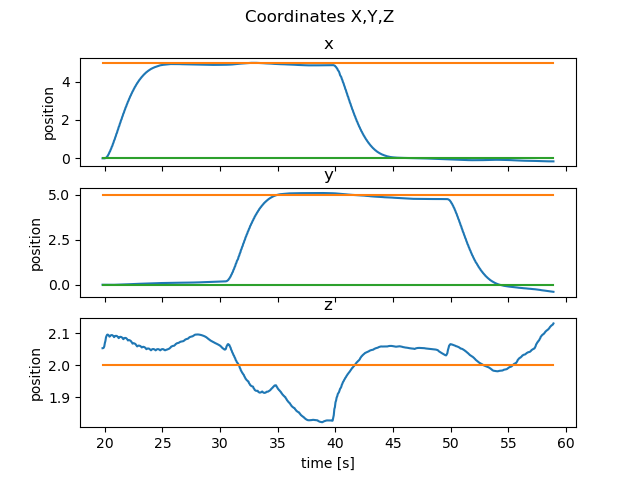 Coordinates X,Y,Z
x
4
2
0
position
y
5.0
2.5
0.0
position
z
2.1
2.0
1.9
position
20 25 30 35 40 45 50 55 60
time [s]